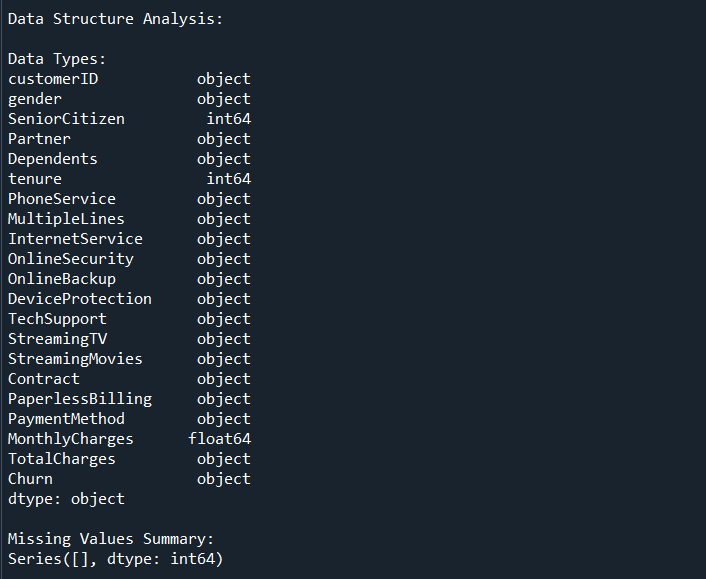 Data Structure Analysis:
Data Types:
customerID object
gender object
SeniorCitizen int64
Partner object
Dependents object
tenure int64
PhoneService object
MultipleLines object
InternetService object
OnlineSecurity object
OnlineBackup object
DeviceProtection object
TechSupport object
StreamingTV object
StreamingMovies object
Contract object
PaperlessBilling object
PaymentMethod object
MonthlyCharges float64
TotalCharges object
Churn object
dtype: object
Missing Values Summary:
Series([], dtype: int64)